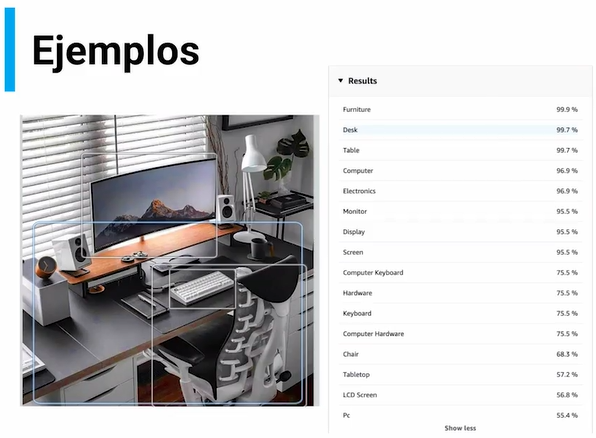 Ejemplos
Results
Furniture 99.9 %
Desk 99.7 %
Table 99.7 %
Computer 96.9 %
Electronics 96.9 %
Monitor 95.5 %
Display 95.5 %
Screen 95.5 %
Computer Keyboard 75.5 %
Hardware 75.5 %
Keyboard 75.5 %
Computer Hardware 75.5 %
Chair 68.3 %
Tabletop 57.2 %
LCD Screen 56.8 %
Pc 55.4 %
Show less